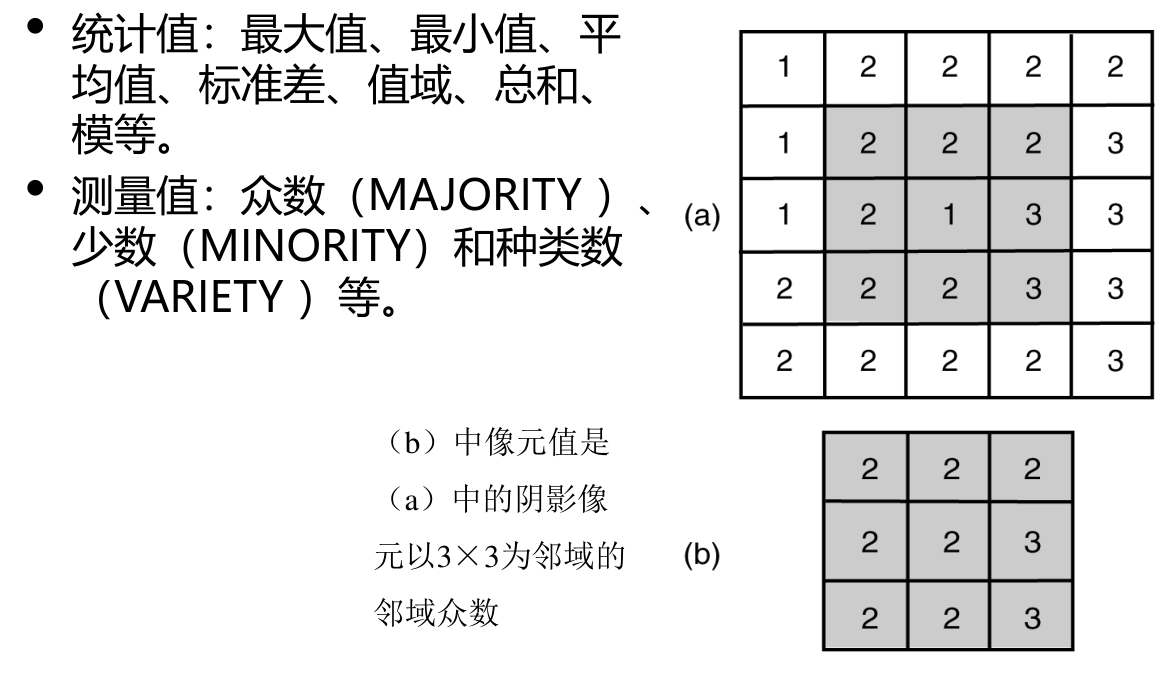 • 统计值：最大值、最小值、平
均值、标准差、值域、总和、
模等。
• 测量值：众数（MAJORITY ）、
少数（MINORITY）和种类数
（VARIETY ）等。
(a)
1 2 2 2 2
1 2 2 2 3
1 2 1 3 3
2 2 2 3 3
2 2 2 2 3
（b）中像元值是
（a）中的阴影像
元以3×3为邻域的
邻域众数
(b)
2 2 2
2 2 3
2 2 3